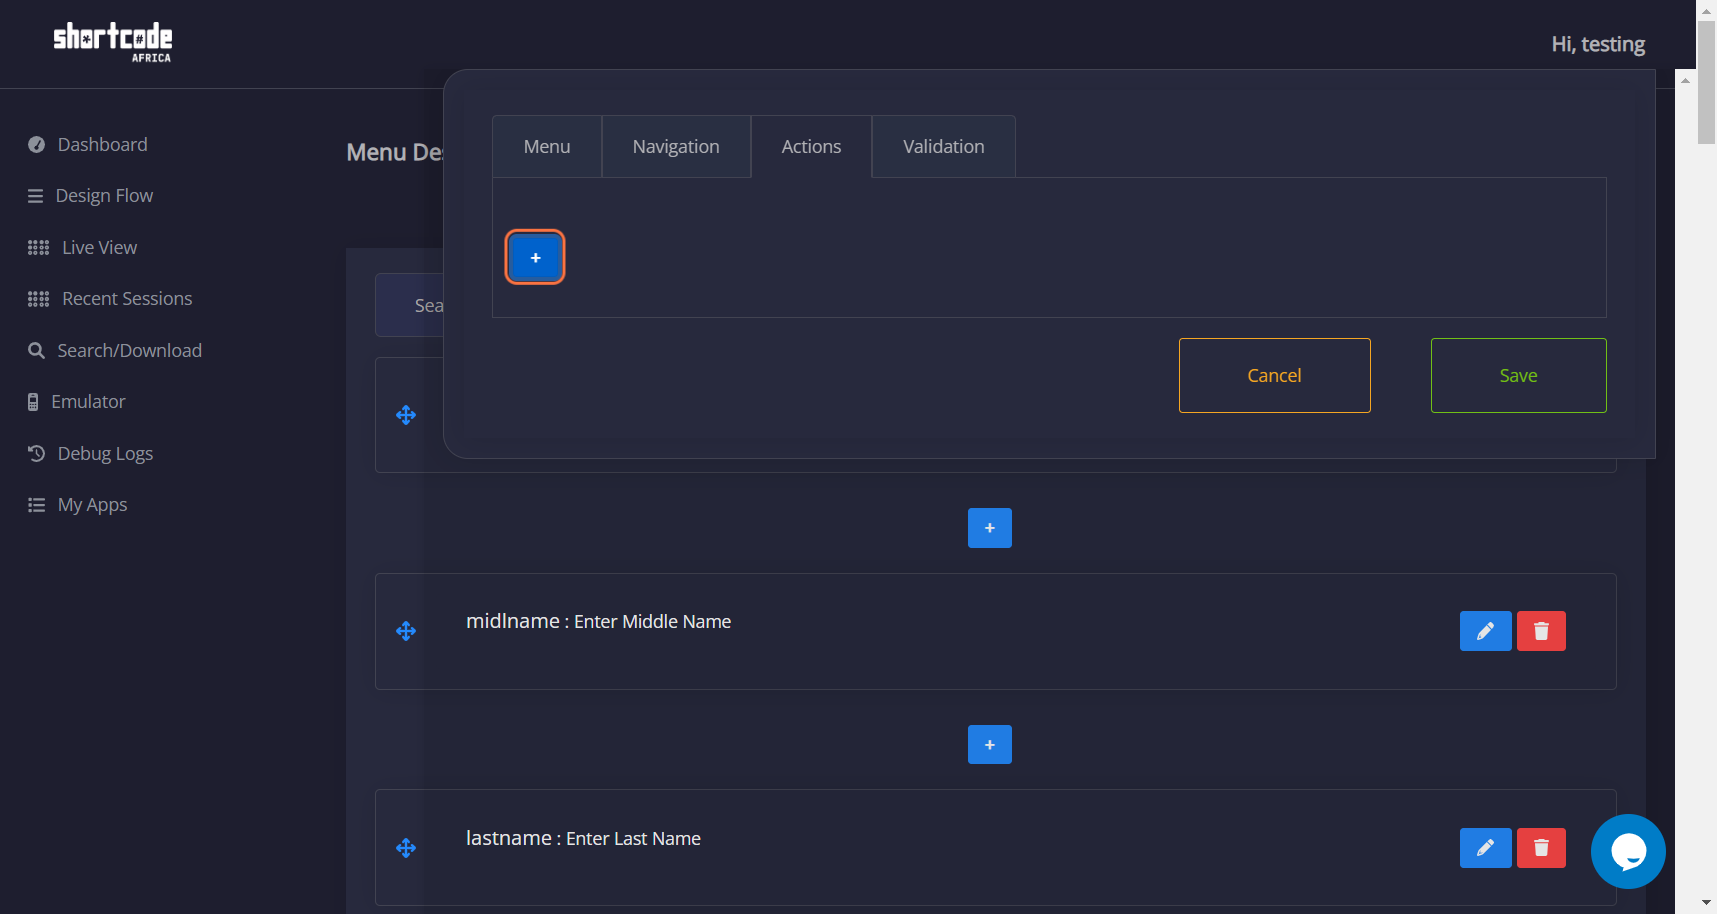 shortcode
AFRICA
Hi, testing
Dashboard
Design Flow
Live View
Recent Sessions
Search/Download
Emulator
Debug Logs
My Apps
Menu Des
Menu
Navigation
Actions
Validation
+
Cancel
Save
Sea
+
midlname : Enter Middle Name
+
lastname : Enter Last Name